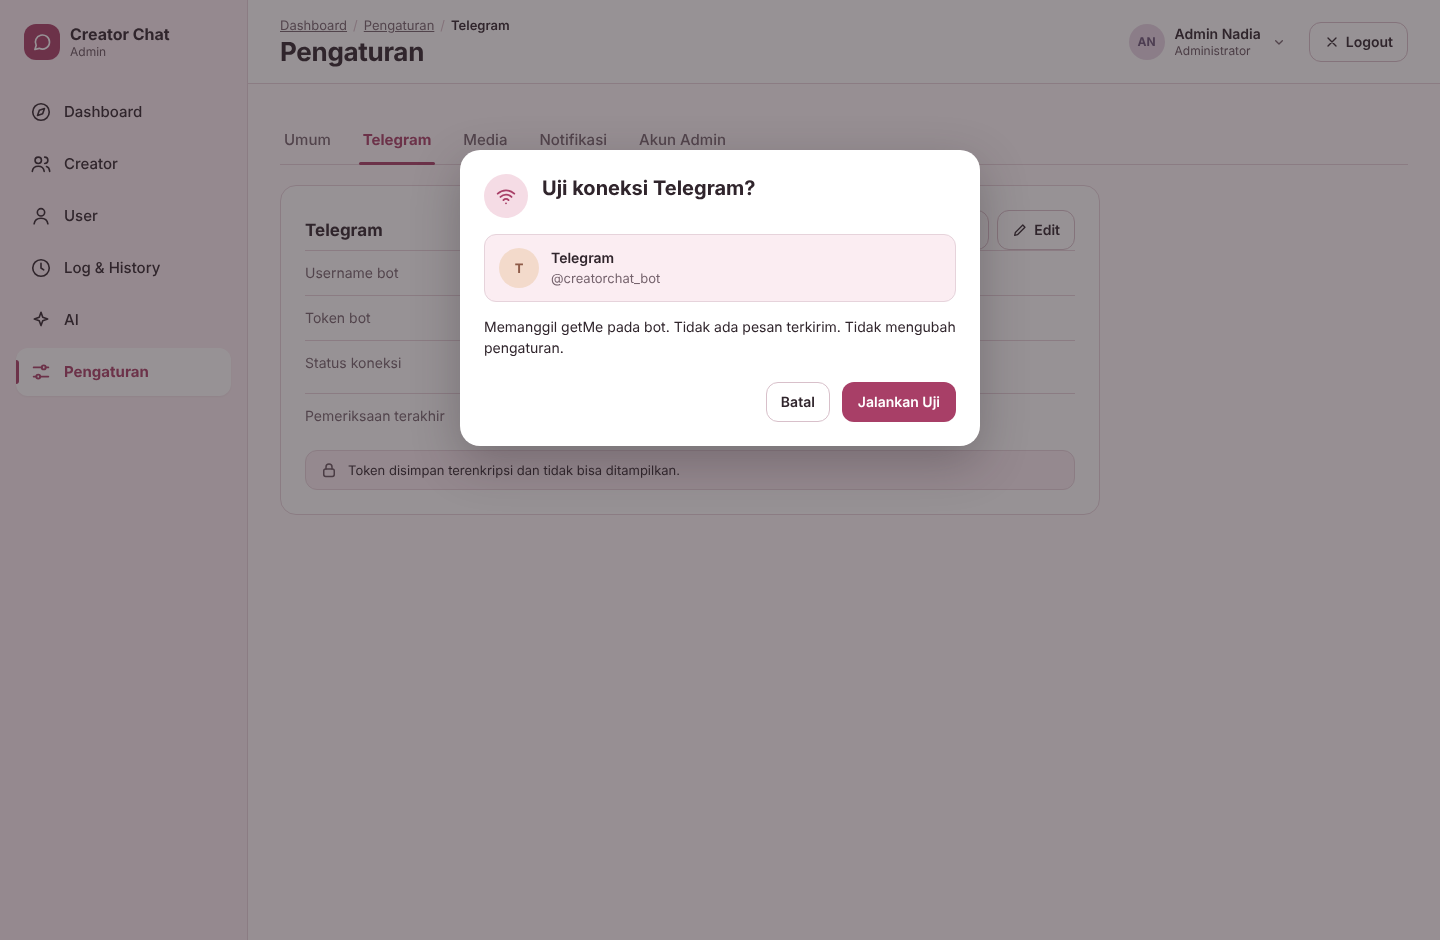 Creator Chat
Admin
Dashboard
Creator
User
Log & History
AI
Pengaturan
Dashboard / Pengaturan / Telegram
Pengaturan
AN
Admin Nadia
Administrator
Logout
Umum
Telegram
Media
Notifikasi
Akun Admin
Telegram
Edit
Username bot
Token bot
Status koneksi
Pemeriksaan terakhir
Token disimpan terenkripsi dan tidak bisa ditampilkan.
Uji koneksi Telegram?
T
Telegram
@creatorchat_bot
Memanggil getMe pada bot. Tidak ada pesan terkirim. Tidak mengubah
pengaturan.
Batal
Jalankan Uji